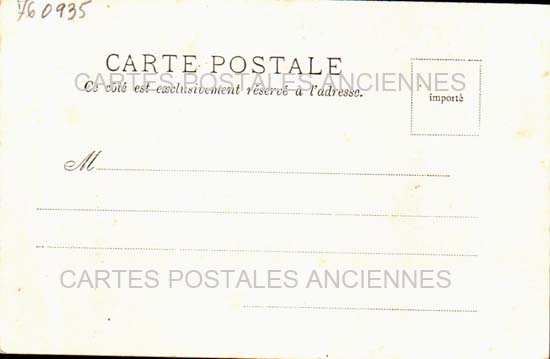 760935
CARTE POSTALE
CARTES POSTALES ANCIENNES
Ce côté est exclusivement réservé à l'adresse.
importé
M
CARTES POSTALES ANCIENNES